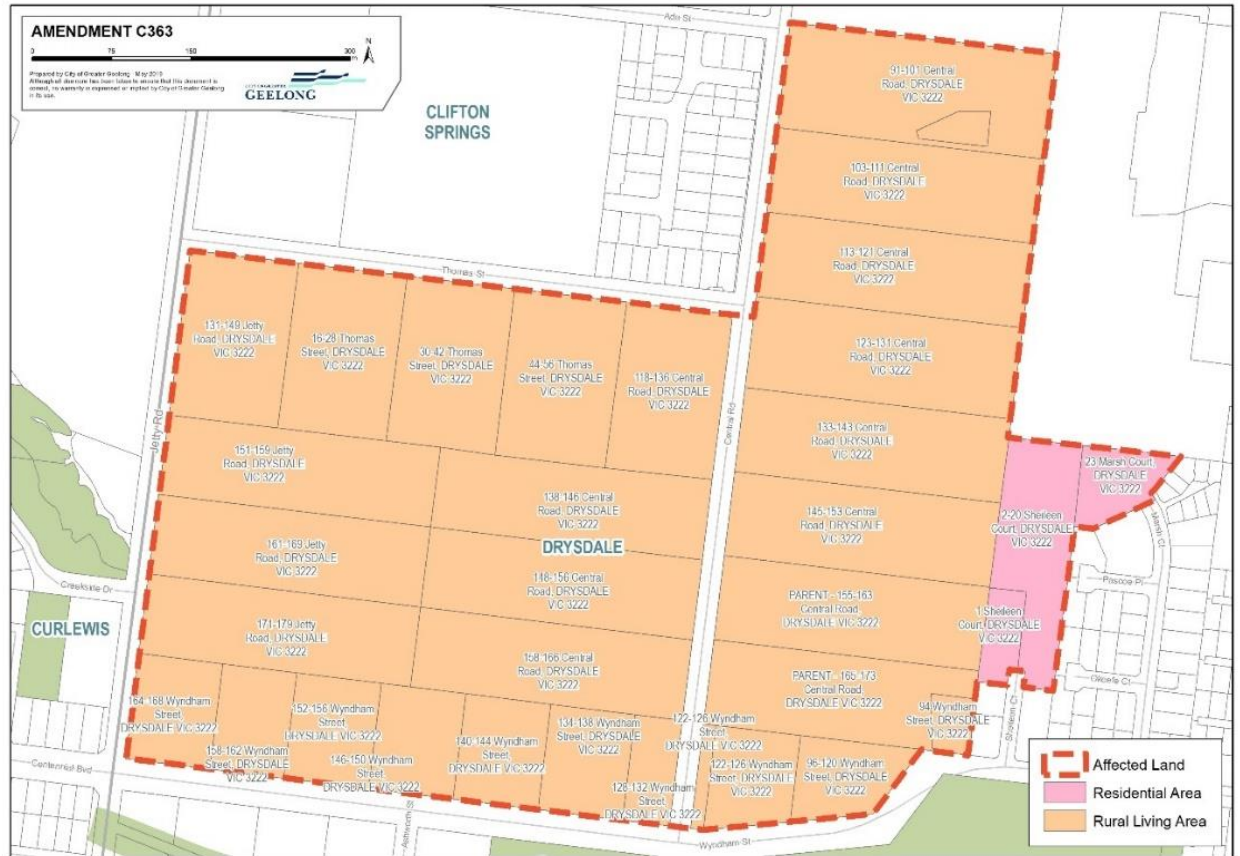 AMENDMENT C363
0 75 150 300
m
N
Prepared by City of Greater Geelong May 2019
GEELONG
CLIFTON
SPRINGS
Ada St
91-101 Central
Road, DRYSDALE
VIC 3222
103-111 Central
Road, DRYSDALE
VIC 3222
113-121 Central
Road, DRYSDALE
VIC 3222
Thomas St
123-131 Central
Road, DRYSDALE
VIC 3222
131-149 Jetty
Road, DRYSDALE
VIC 3222
16-28 Thomas
Street, DRYSDALE
VIC 3222
30-42 Thomas
Street, DRYSDALE
VIC 3222
44-56 Thomas
Street, DRYSDALE
VIC 3222
118-136 Central
Road, DRYSDALE
VIC 3222
Jetty Rd
Central Rd
133-143 Central
Road, DRYSDALE
VIC 3222
151-159 Jetty
Road, DRYSDALE
VIC 3222
23 Marsh Court,
DRYSDALE
VIC 3222
138-146 Central
Road, DRYSDALE
VIC 3222
145-153 Central
Road, DRYSDALE
VIC 3222
2-20 Sheileen
Court, DRYSDALE
VIC 3222
Marsh Ct
161-169 Jetty
Road, DRYSDALE
VIC 3222
DRYSDALE
148-156 Central
Road, DRYSDALE
VIC 3222
PARENT - 155-163
Central Road,
DRYSDALE VIC 3222
Pascoe Pl
Creekside Dr
CURLEWIS
171-179 Jetty
Road, DRYSDALE
VIC 3222
1 Sheileen
Court, DRYSDALE
VIC 3222
158-166 Central
Road, DRYSDALE
VIC 3222
PARENT - 165-173
Central Road,
DRYSDALE VIC 3222
Sheileen Ct
164-168 Wyndham
Street,
DRYSDALE VIC 3222
152-156 Wyndham
Street,
DRYSDALE VIC 3222
134-138 Wyndham
Street, DRYSDALE
VIC 3222
122-126 Wyndham
Street,
DRYSDALE VIC 3222
94 Wyndham
Street, DRYSDALE
VIC 3222
158-162 Wyndham
Street, DRYSDALE
VIC 3222
146-150 Wyndham
Street,
DRYSDALE VIC 3222
140-144 Wyndham
Street,
DRYSDALE VIC 3222
128-132 Wyndham
Street,
DRYSDALE VIC 3222
122-126 Wyndham
Street, DRYSDALE
VIC 3222
96-120 Wyndham
Street, DRYSDALE
VIC 3222
Centennial Blvd
Ashworth St
Wyndham St
Affected Land
Residential Area
Rural Living Area